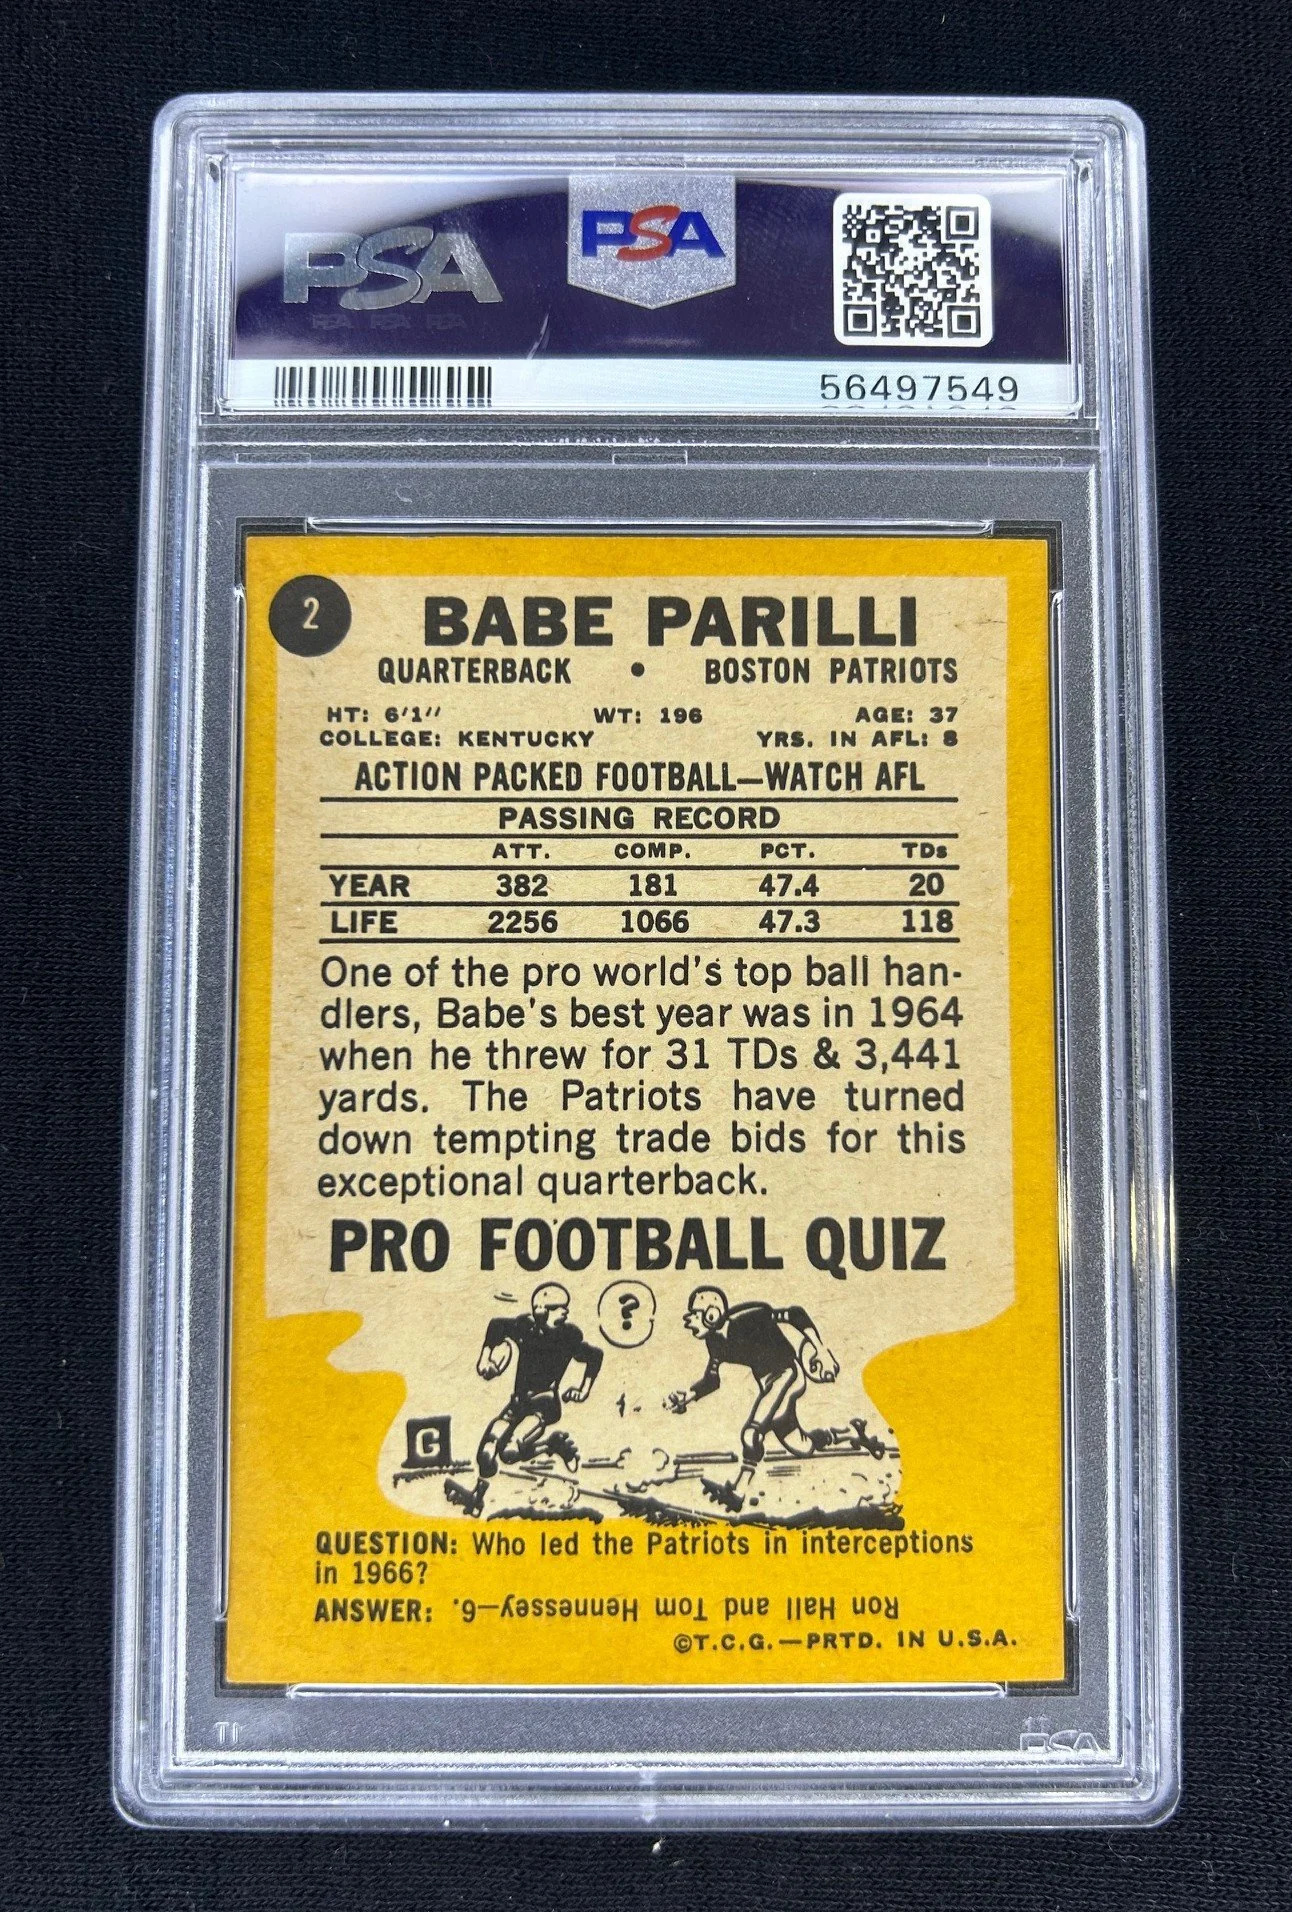 PSA
PSA
PSA PSA PSA
56497549
2
BABE PARILLI
QUARTERBACK • BOSTON PATRIOTS
HT: 6'1" WT: 196 AGE: 37
COLLEGE: KENTUCKY YRS. IN AFL: 8
ACTION PACKED FOOTBALL—WATCH AFL
PASSING RECORD
ATT. COMP. PCT. TDs
YEAR 382 181 47.4 20
LIFE 2256 1066 47.3 118
One of the pro world's top ball han-
dlers, Babe's best year was in 1964
when he threw for 31 TDs & 3,441
yards. The Patriots have turned
down tempting trade bids for this
exceptional quarterback.
PRO FOOTBALL QUIZ
?
G
QUESTION: Who led the Patriots in interceptions
in 1966?
ANSWER: Ron Hall and Tom Hennessey—6.
©T.C.G.—PRTD. IN U.S.A.
PSA